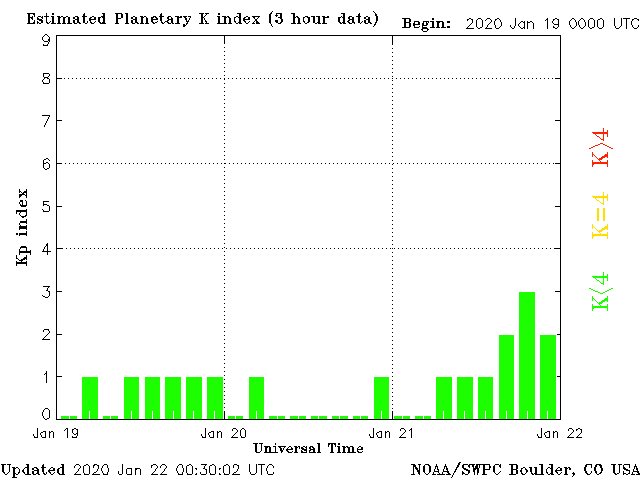 Estimated Planetary K index (3 hour data) Begin: 2020 Jan 19 0000 UTC
9
8
7
6
5
4
3
2
1
0
Kp index
K>4
K=4
K<4
Jan 19 Jan 20 Jan 21 Jan 22
Universal Time
Updated 2020 Jan 22 00:30:02 UTC NOAA/SWPC Boulder, CO USA